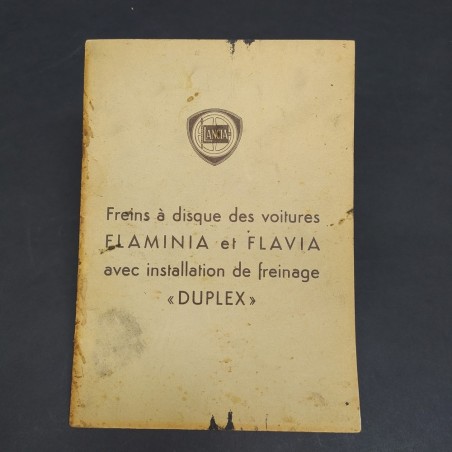 LANCIA
Freins à disque des voitures
FLAMINIA et FLAVIA
avec installation de freinage
«DUPLEX»